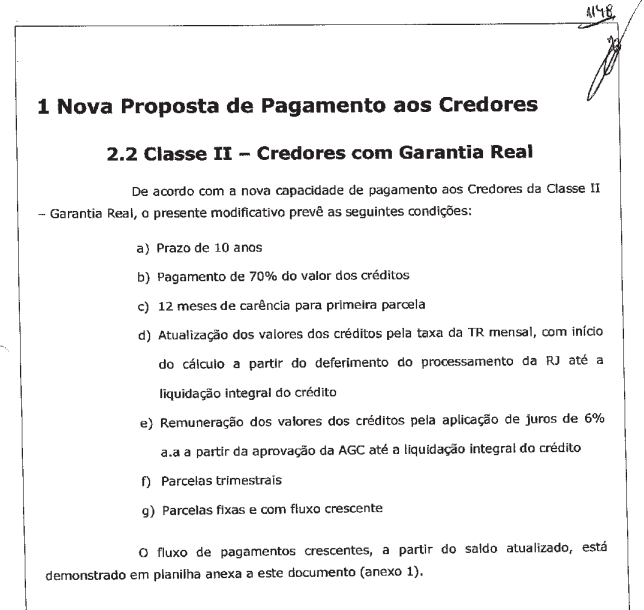 1148
1 Nova Proposta de Pagamento aos Credores
2.2 Classe II – Credores com Garantia Real
De acordo com a nova capacidade de pagamento aos Credores da Classe II
– Garantia Real, o presente modificativo prevê as seguintes condições:
a) Prazo de 10 anos
b) Pagamento de 70% do valor dos créditos
c) 12 meses de carência para primeira parcela
d) Atualização dos valores dos créditos pela taxa da TR mensal, com início
do cálculo a partir do deferimento do processamento da RJ até a
liquidação integral do crédito
e) Remuneração dos valores dos créditos pela aplicação de juros de 6%
a.a a partir da aprovação da AGC até a liquidação integral do crédito
f) Parcelas trimestrais
g) Parcelas fixas e com fluxo crescente
O fluxo de pagamentos crescentes, a partir do saldo atualizado, está
demonstrado em planilha anexa a este documento (anexo 1).